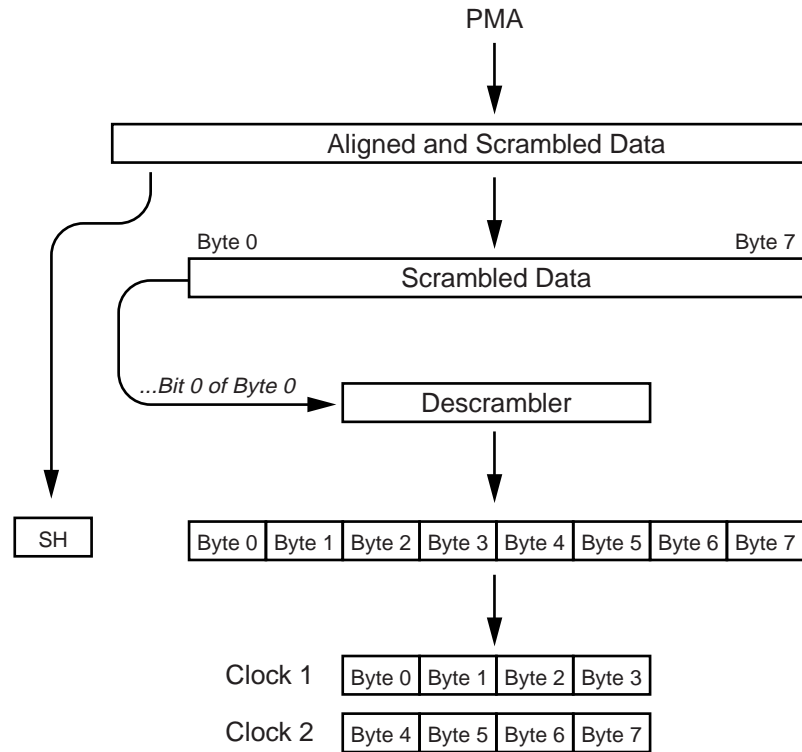 PMA
Aligned and Scrambled Data
Byte 0 Byte 7
Scrambled Data
...Bit 0 of Byte 0
Descrambler
SH Byte 0 Byte 1 Byte 2 Byte 3 Byte 4 Byte 5 Byte 6 Byte 7
Clock 1 Byte 0 Byte 1 Byte 2 Byte 3
Clock 2 Byte 4 Byte 5 Byte 6 Byte 7